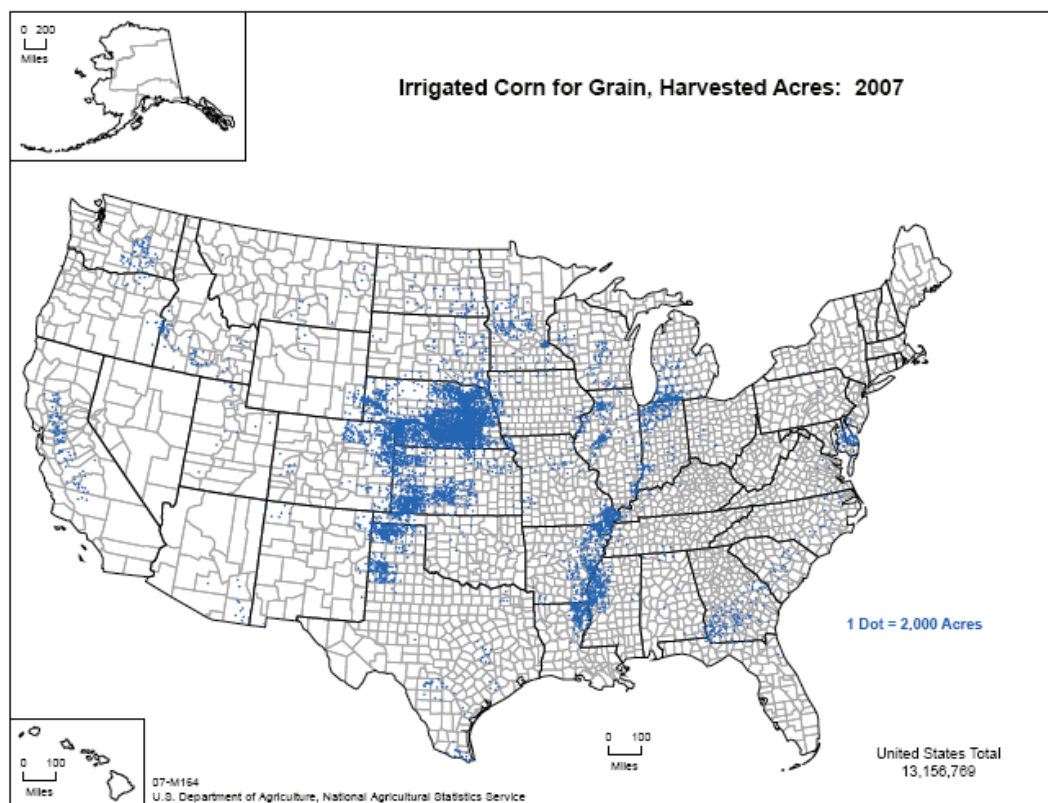 0 200
Miles
Irrigated Corn for Grain, Harvested Acres: 2007
1 Dot = 2,000 Acres
0 100
Miles
0 100
Miles
United States Total
13,156,769
07-M164
U.S. Department of Agriculture, National Agricultural Statistics Service